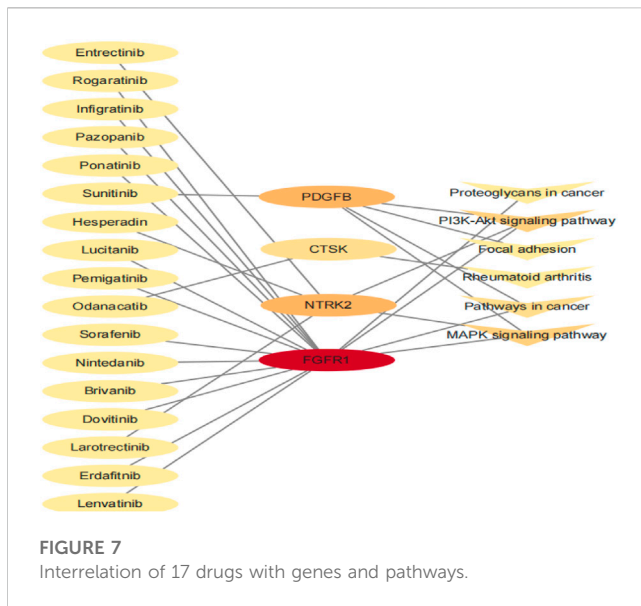 Entrectinib
Rogaratinib
Infigratinib
Pazopanib
Ponatinib
Sunitinib
Hesperadin
Lucitanib
Pemigatinib
Odanacatib
Sorafenib
Nintedanib
Brivanib
Dovitinib
Larotrectinib
Erdafitnib
Lenvatinib
PDGFB
CTSK
NTRK2
FGFR1
Proteoglycans in cancer
PI3K-Akt signaling pathway
Focal adhesion
Rheumatoid arthritis
Pathways in cancer
MAPK signaling pathway
FIGURE 7
Interrelation of 17 drugs with genes and pathways.